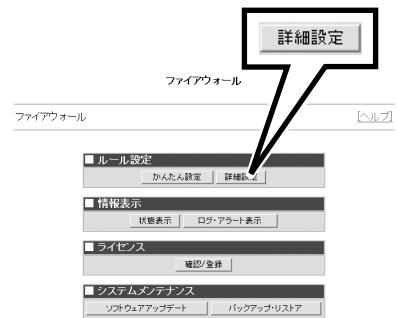 詳細設定
ファイアウォール
ファイアウォール [ヘルプ]
■ ルール設定
かんたん設定 詳細設定
■ 情報表示
状態表示 ログ・アラート表示
■ ライセンス
確認/登録
■ システムメンテナンス
ソフトウェアアップデート バックアップ・リストア